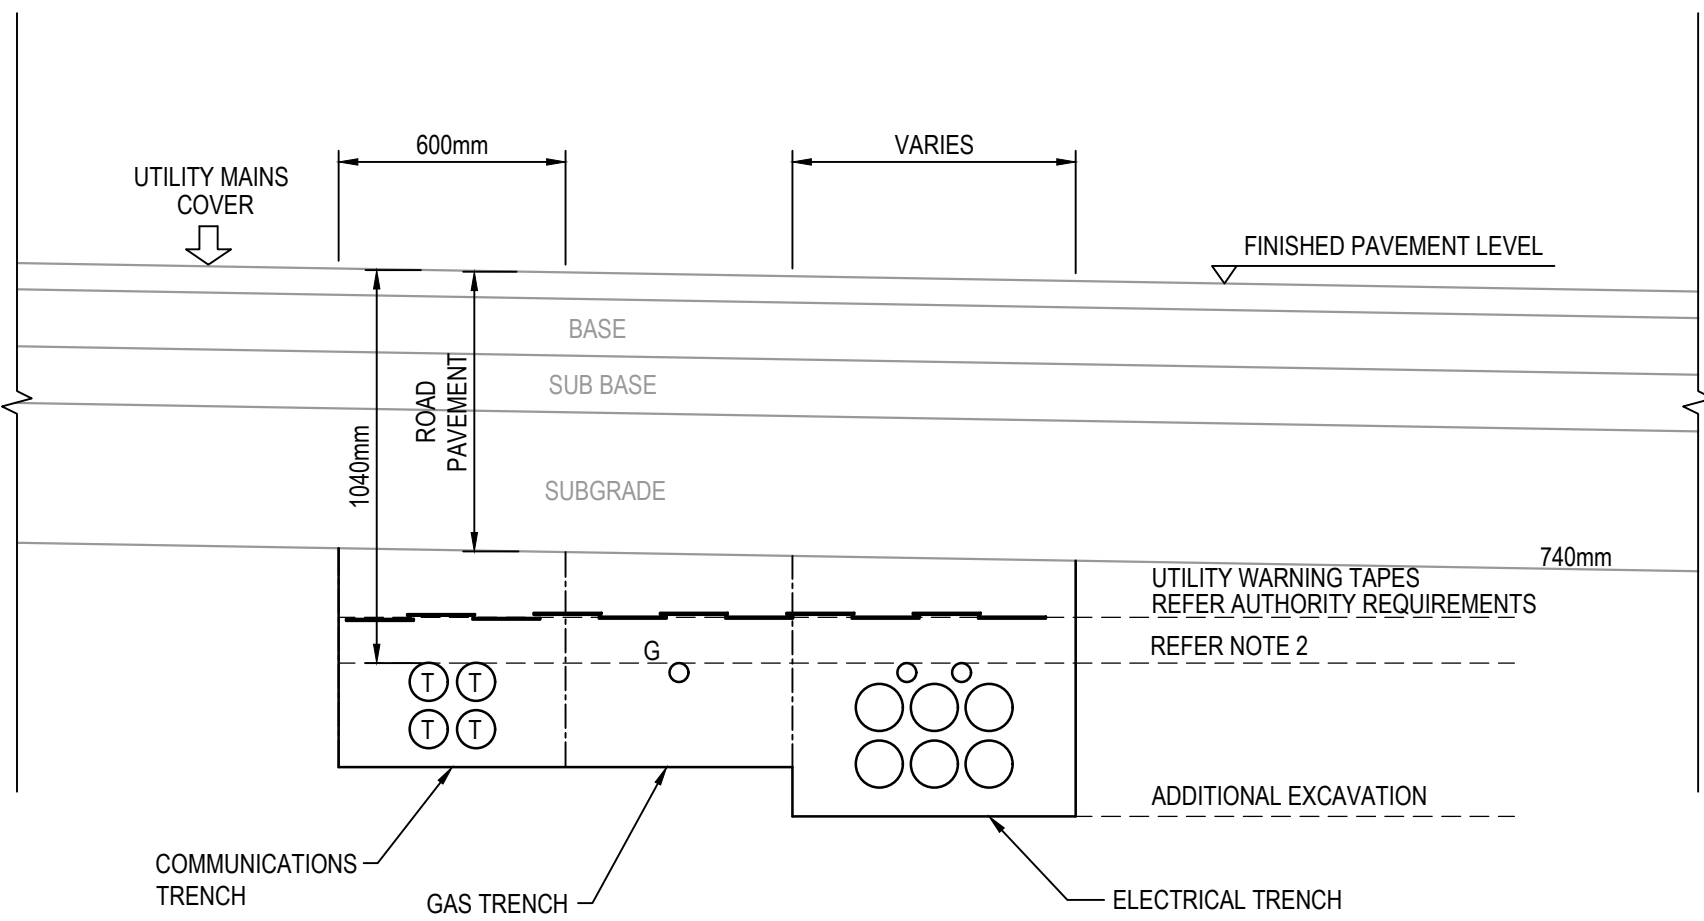 600mm
VARIES
UTILITY MAINS
COVER
FINISHED PAVEMENT LEVEL
BASE
SUB BASE
ROAD
PAVEMENT
1040mm
SUBGRADE
740mm
UTILITY WARNING TAPES
REFER AUTHORITY REQUIREMENTS
REFER NOTE 2
G
T T
T T
ADDITIONAL EXCAVATION
COMMUNICATIONS
TRENCH
GAS TRENCH
ELECTRICAL TRENCH